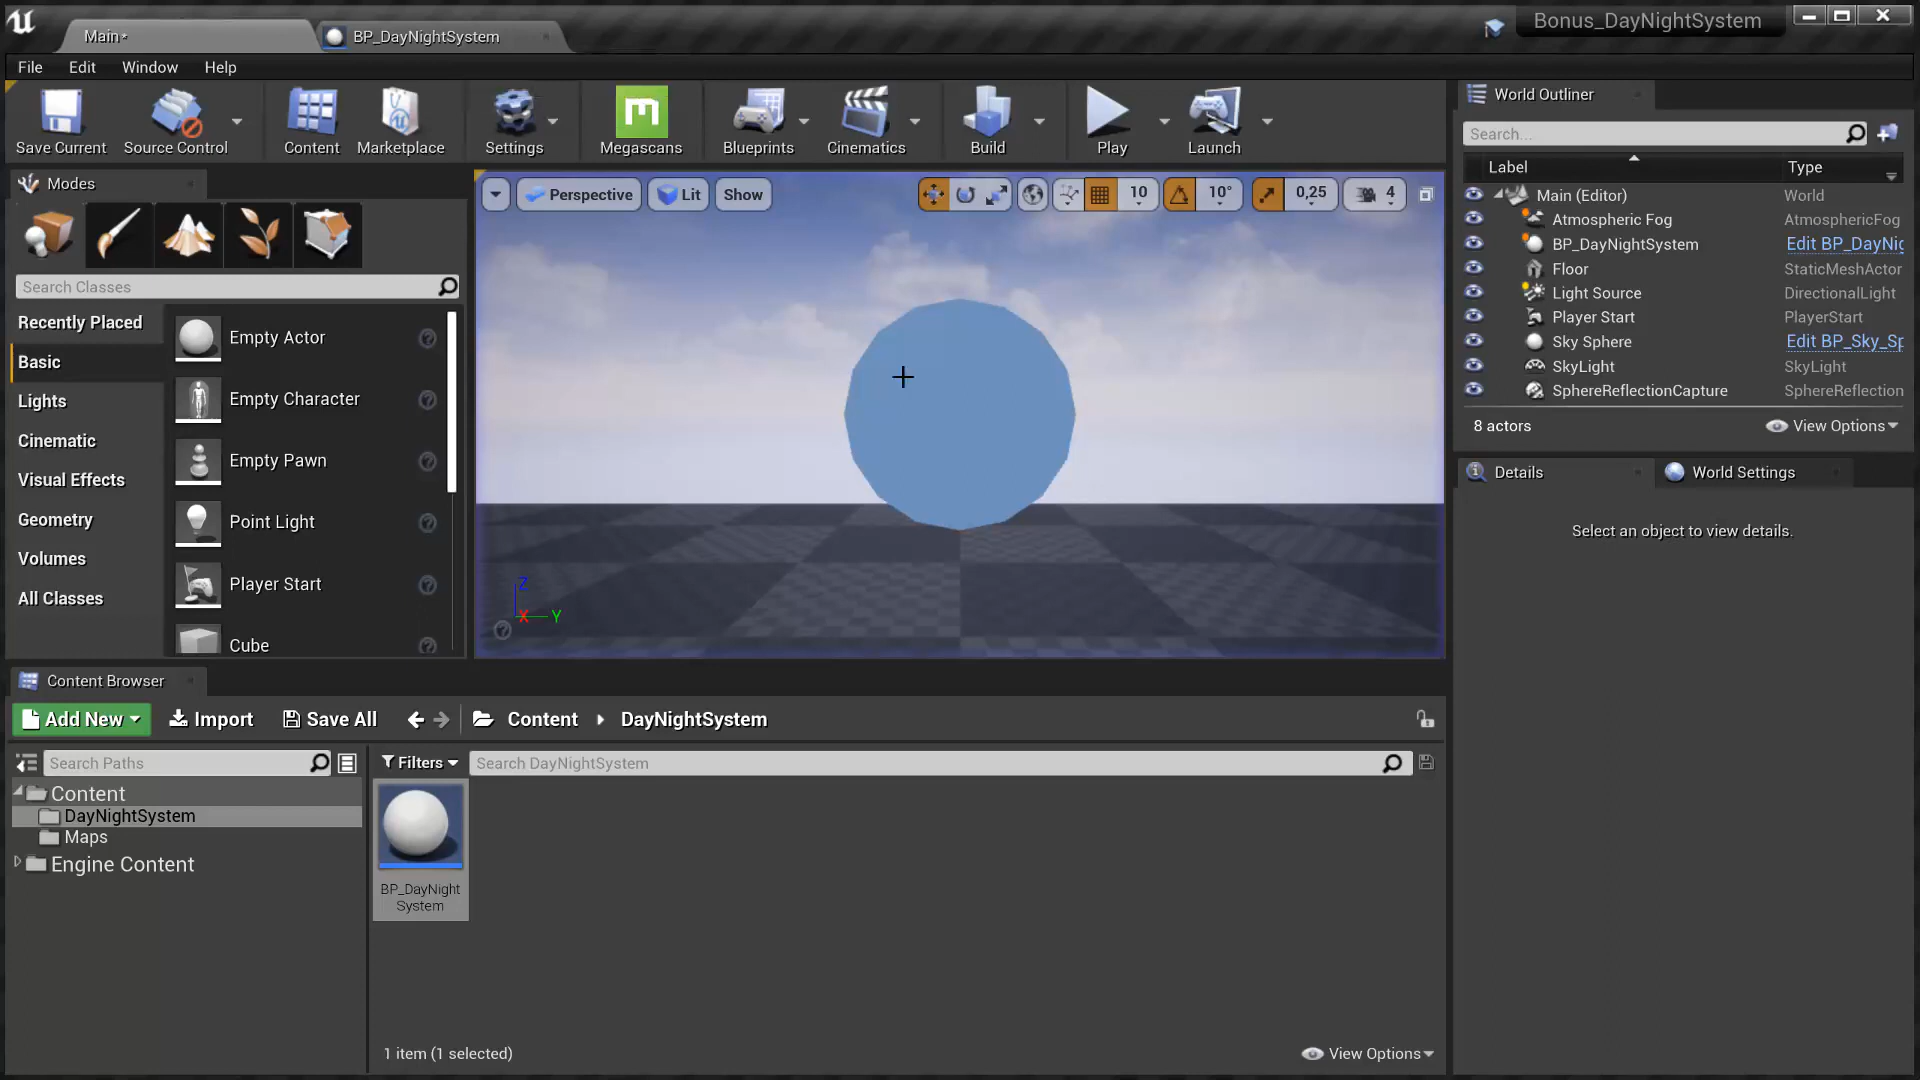 Main*
BP_DayNightSystem
Bonus_DayNightSystem
File Edit Window Help
Save Current
Source Control
Content
Marketplace
Settings
Megascans
Blueprints
Cinematics
Build
Play
Launch
Modes
Search Classes
Recently Placed
Basic
Lights
Cinematic
Visual Effects
Geometry
Volumes
All Classes
Empty Actor
Empty Character
Empty Pawn
Point Light
Player Start
Cube
Perspective
Lit
Show
10
10°
0,25
4
Z
X
Y
World Outliner
Search...
Label Type
Main (Editor) World
Atmospheric Fog AtmosphericFog
BP_DayNightSystem Edit BP_DayNig
Floor StaticMeshActor
Light Source DirectionalLight
Player Start PlayerStart
Sky Sphere Edit BP_Sky_Sp
SkyLight SkyLight
SphereReflectionCapture SphereReflection
8 actors
View Options
Details
World Settings
Select an object to view details.
Content Browser
Add New
Import
Save All
Content
DayNightSystem
Search Paths
Filters
Search DayNightSystem
Content
DayNightSystem
Maps
Engine Content
BP_DayNight
System
1 item (1 selected)
View Options